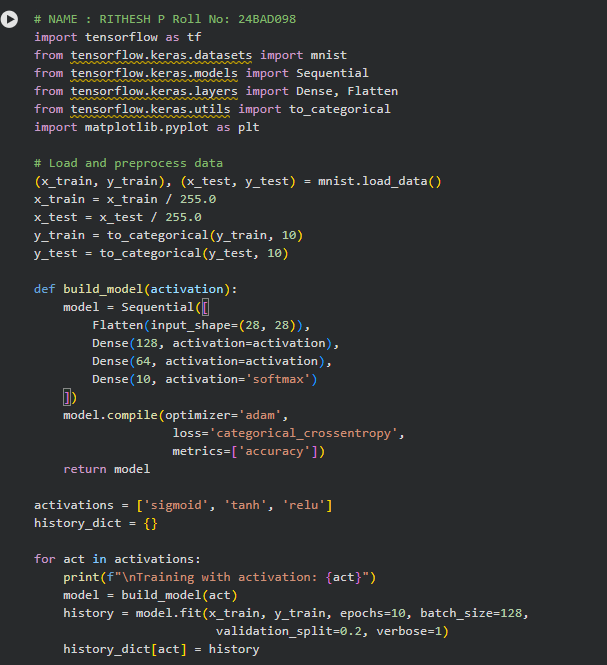 # NAME : RITHESH P Roll No: 24BAD098
import tensorflow as tf
from tensorflow.keras.datasets import mnist
from tensorflow.keras.models import Sequential
from tensorflow.keras.layers import Dense, Flatten
from tensorflow.keras.utils import to_categorical
import matplotlib.pyplot as plt

# Load and preprocess data
(x_train, y_train), (x_test, y_test) = mnist.load_data()
x_train = x_train / 255.0
x_test = x_test / 255.0
y_train = to_categorical(y_train, 10)
y_test = to_categorical(y_test, 10)

def build_model(activation):
    model = Sequential([
        Flatten(input_shape=(28, 28)),
        Dense(128, activation=activation),
        Dense(64, activation=activation),
        Dense(10, activation='softmax')
    ])
    model.compile(optimizer='adam',
                   loss='categorical_crossentropy',
                   metrics=['accuracy'])
    return model

activations = ['sigmoid', 'tanh', 'relu']
history_dict = {}

for act in activations:
    print(f"\nTraining with activation: {act}")
    model = build_model(act)
    history = model.fit(x_train, y_train, epochs=10, batch_size=128,
                         validation_split=0.2, verbose=1)
    history_dict[act] = history